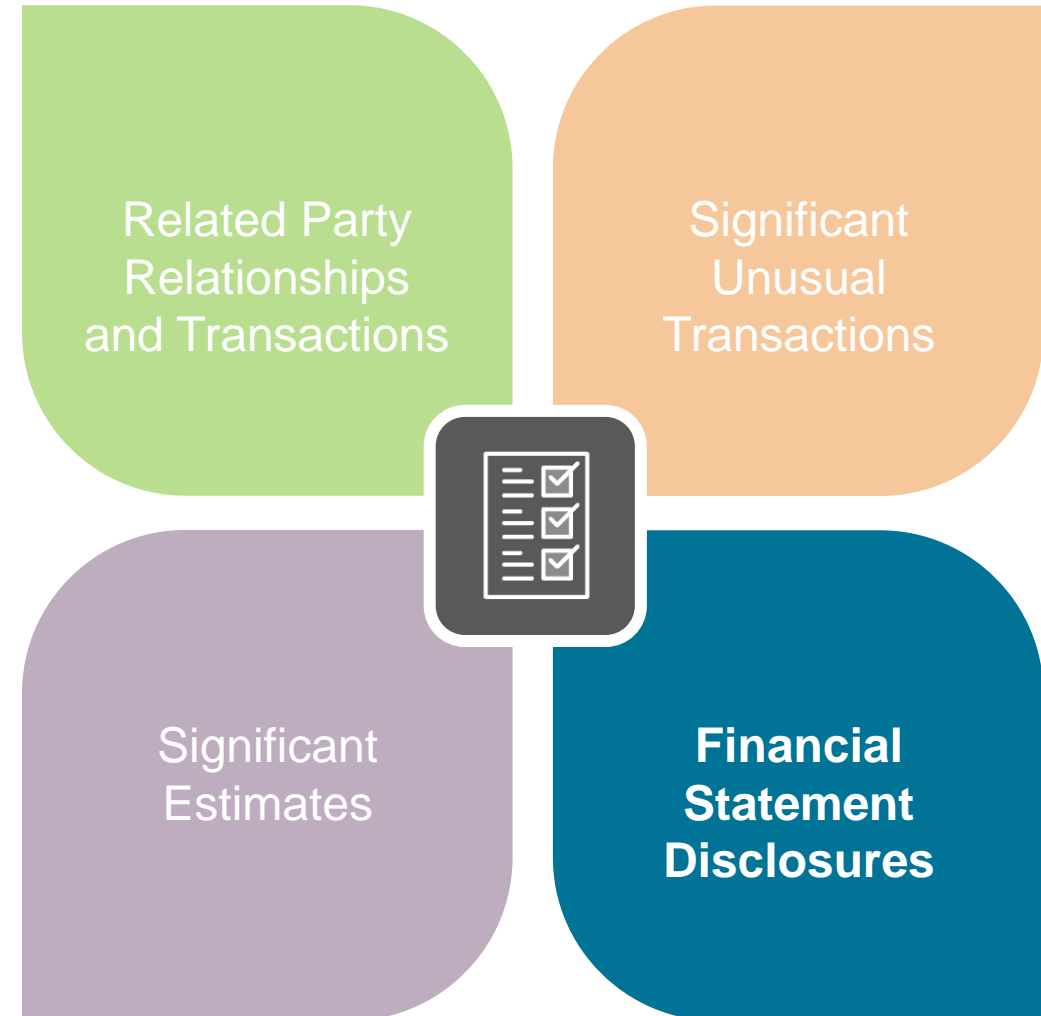 Related Party
Relationships
and Transactions
Significant
Unusual
Transactions
Significant
Estimates
Financial
Statement
Disclosures